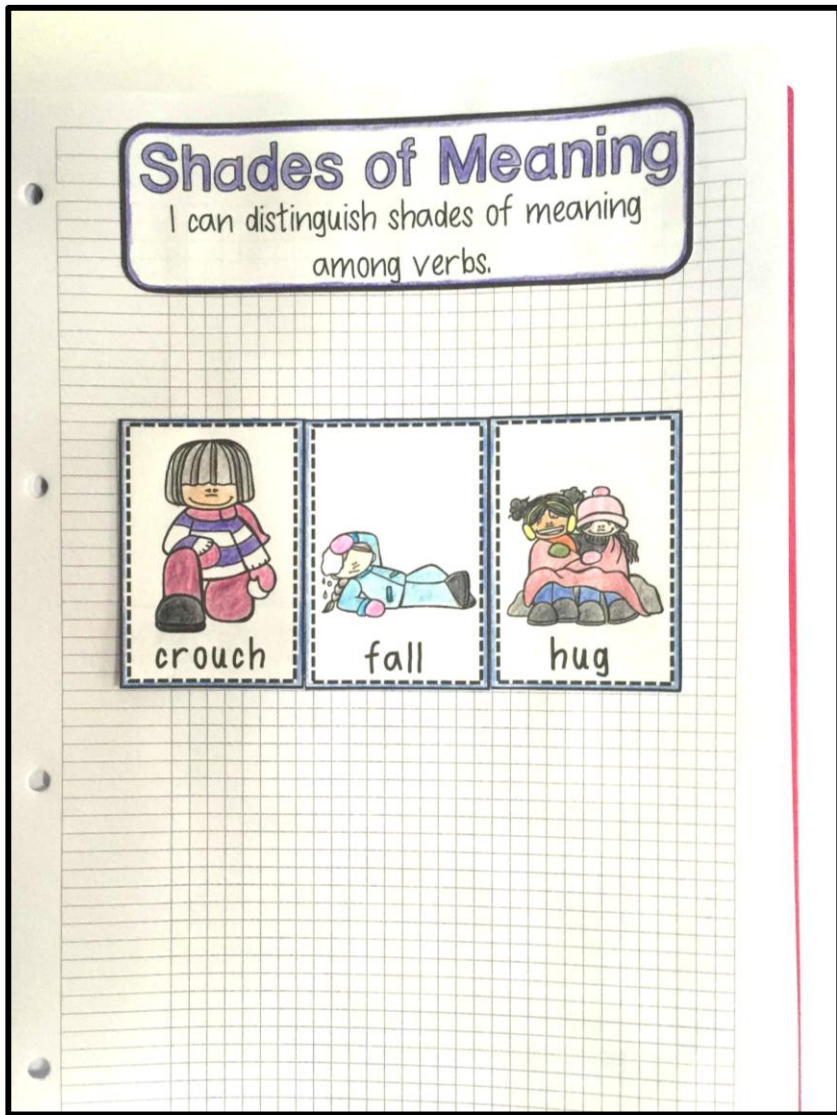 Shades of Meaning
I can distinguish shades of meaning
among verbs.
crouch
fall
hug